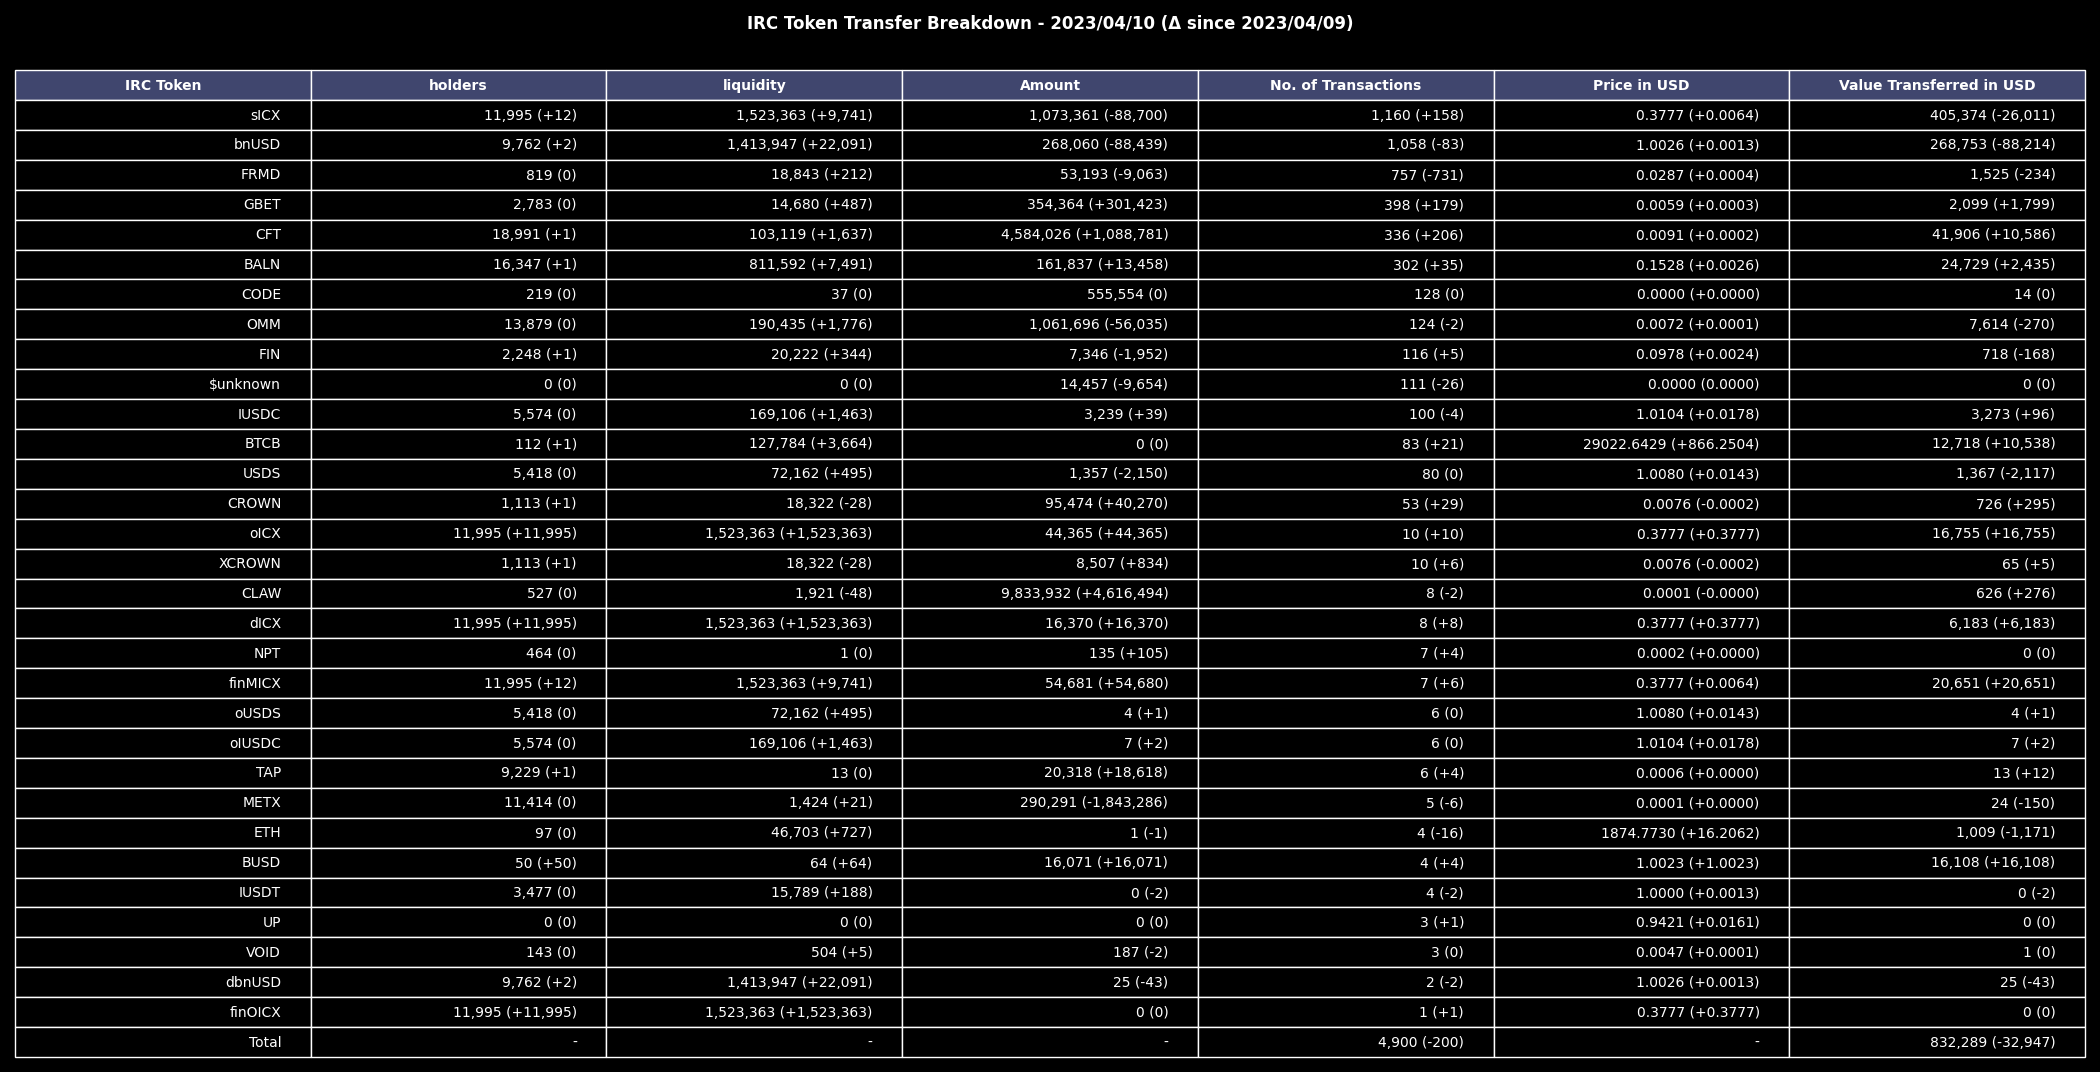 IRC Token Transfer Breakdown - 2023/04/10 (Δ since 2023/04/09)
IRC Token holders liquidity Amount No. of Transactions Price in USD Value Transferred in USD
sICX 11,995 (+12) 1,523,363 (+9,741) 1,073,361 (-88,700) 1,160 (+158) 0.3777 (+0.0064) 405,374 (-26,011)
bnUSD 9,762 (+2) 1,413,947 (+22,091) 268,060 (-88,439) 1,058 (-83) 1.0026 (+0.0013) 268,753 (-88,214)
FRMD 819 (0) 18,843 (+212) 53,193 (-9,063) 757 (-731) 0.0287 (+0.0004) 1,525 (-234)
GBET 2,783 (0) 14,680 (+487) 354,364 (+301,423) 398 (+179) 0.0059 (+0.0003) 2,099 (+1,799)
CFT 18,991 (+1) 103,119 (+1,637) 4,584,026 (+1,088,781) 336 (+206) 0.0091 (+0.0002) 41,906 (+10,586)
BALN 16,347 (+1) 811,592 (+7,491) 161,837 (+13,458) 302 (+35) 0.1528 (+0.0026) 24,729 (+2,435)
CODE 219 (0) 37 (0) 555,554 (0) 128 (0) 0.0000 (+0.0000) 14 (0)
OMM 13,879 (0) 190,435 (+1,776) 1,061,696 (-56,035) 124 (-2) 0.0072 (+0.0001) 7,614 (-270)
FIN 2,248 (+1) 20,222 (+344) 7,346 (-1,952) 116 (+5) 0.0978 (+0.0024) 718 (-168)
$unknown 0 (0) 0 (0) 14,457 (-9,654) 111 (-26) 0.0000 (0.0000) 0 (0)
IUSDC 5,574 (0) 169,106 (+1,463) 3,239 (+39) 100 (-4) 1.0104 (+0.0178) 3,273 (+96)
BTCB 112 (+1) 127,784 (+3,664) 0 (0) 83 (+21) 29022.6429 (+866.2504) 12,718 (+10,538)
USDS 5,418 (0) 72,162 (+495) 1,357 (-2,150) 80 (0) 1.0080 (+0.0143) 1,367 (-2,117)
CROWN 1,113 (+1) 18,322 (-28) 95,474 (+40,270) 53 (+29) 0.0076 (-0.0002) 726 (+295)
oICX 11,995 (+11,995) 1,523,363 (+1,523,363) 44,365 (+44,365) 10 (+10) 0.3777 (+0.3777) 16,755 (+16,755)
XCROWN 1,113 (+1) 18,322 (-28) 8,507 (+834) 10 (+6) 0.0076 (-0.0002) 65 (+5)
CLAW 527 (0) 1,921 (-48) 9,833,932 (+4,616,494) 8 (-2) 0.0001 (-0.0000) 626 (+276)
dICX 11,995 (+11,995) 1,523,363 (+1,523,363) 16,370 (+16,370) 8 (+8) 0.3777 (+0.3777) 6,183 (+6,183)
NPT 464 (0) 1 (0) 135 (+105) 7 (+4) 0.0002 (+0.0000) 0 (0)
finMICX 11,995 (+12) 1,523,363 (+9,741) 54,681 (+54,680) 7 (+6) 0.3777 (+0.0064) 20,651 (+20,651)
oUSDS 5,418 (0) 72,162 (+495) 4 (+1) 6 (0) 1.0080 (+0.0143) 4 (+1)
oIUSDC 5,574 (0) 169,106 (+1,463) 7 (+2) 6 (0) 1.0104 (+0.0178) 7 (+2)
TAP 9,229 (+1) 13 (0) 20,318 (+18,618) 6 (+4) 0.0006 (+0.0000) 13 (+12)
METX 11,414 (0) 1,424 (+21) 290,291 (-1,843,286) 5 (-6) 0.0001 (+0.0000) 24 (-150)
ETH 97 (0) 46,703 (+727) 1 (-1) 4 (-16) 1874.7730 (+16.2062) 1,009 (-1,171)
BUSD 50 (+50) 64 (+64) 16,071 (+16,071) 4 (+4) 1.0023 (+1.0023) 16,108 (+16,108)
IUSDT 3,477 (0) 15,789 (+188) 0 (-2) 4 (-2) 1.0000 (+0.0013) 0 (-2)
UP 0 (0) 0 (0) 0 (0) 3 (+1) 0.9421 (+0.0161) 0 (0)
VOID 143 (0) 504 (+5) 187 (-2) 3 (0) 0.0047 (+0.0001) 1 (0)
dbnUSD 9,762 (+2) 1,413,947 (+22,091) 25 (-43) 2 (-2) 1.0026 (+0.0013) 25 (-43)
finOICX 11,995 (+11,995) 1,523,363 (+1,523,363) 0 (0) 1 (+1) 0.3777 (+0.3777) 0 (0)
Total - - - 4,900 (-200) - 832,289 (-32,947)